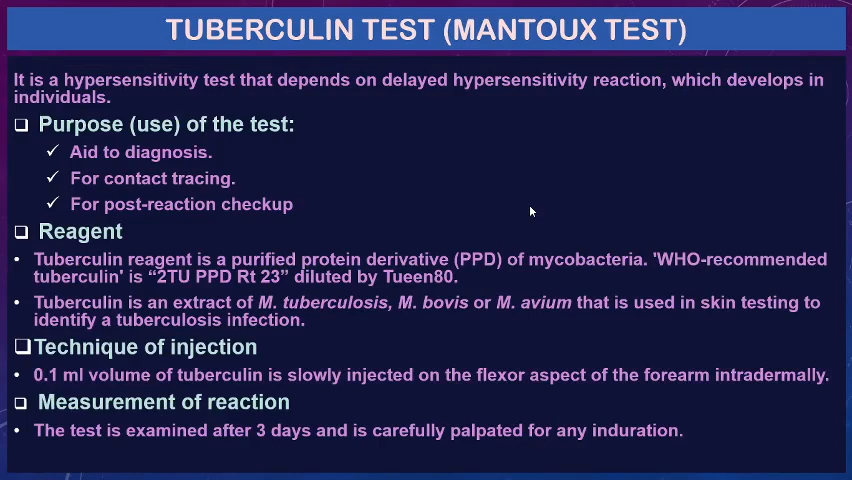 TUBERCULIN TEST (MANTOUX TEST)
It is a hypersensitivity test that depends on delayed hypersensitivity reaction, which develops in
individuals.
❑ Purpose (use) of the test:
✓ Aid to diagnosis.
✓ For contact tracing.
✓ For post-reaction checkup
❑ Reagent
• Tuberculin reagent is a purified protein derivative (PPD) of mycobacteria. 'WHO-recommended
tuberculin' is “2TU PPD Rt 23” diluted by Tueen80.
• Tuberculin is an extract of M. tuberculosis, M. bovis or M. avium that is used in skin testing to
identify a tuberculosis infection.
❑Technique of injection
• 0.1 ml volume of tuberculin is slowly injected on the flexor aspect of the forearm intradermally.
❑ Measurement of reaction
• The test is examined after 3 days and is carefully palpated for any induration.